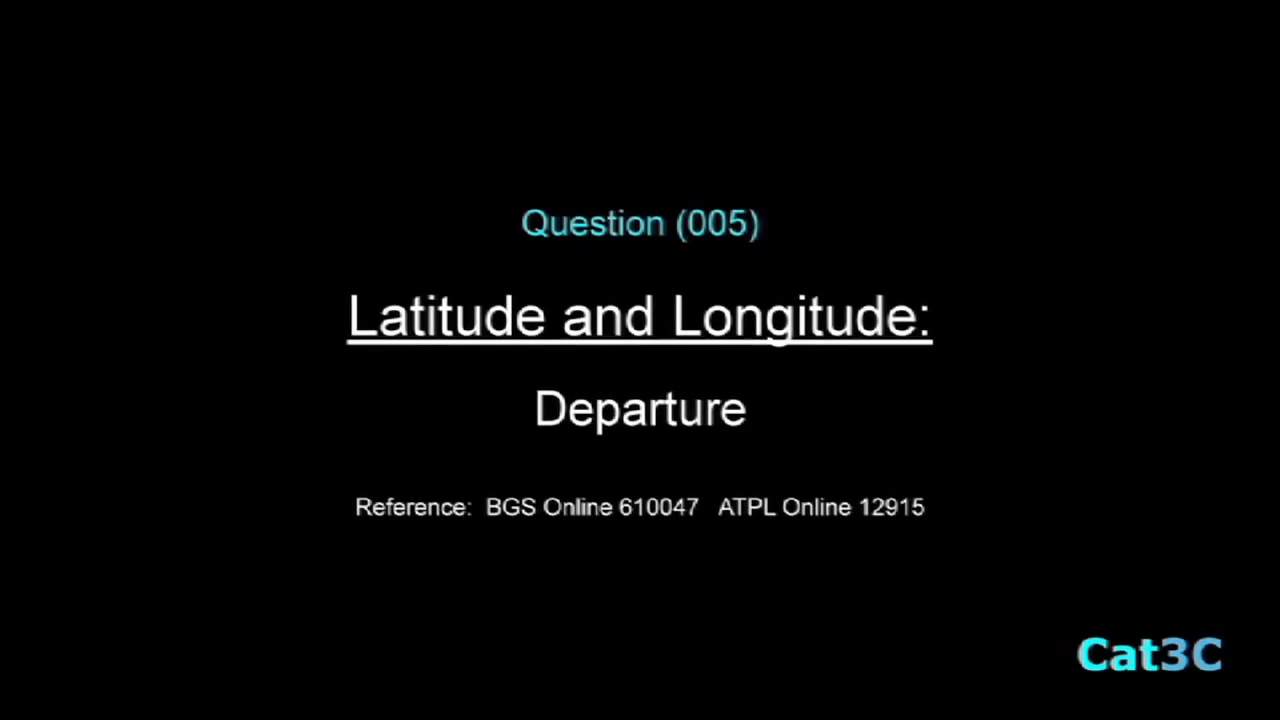 Question (005)
Latitude and Longitude:
Departure
Reference:  BGS Online 610047   ATPL Online 12915
Cat3C